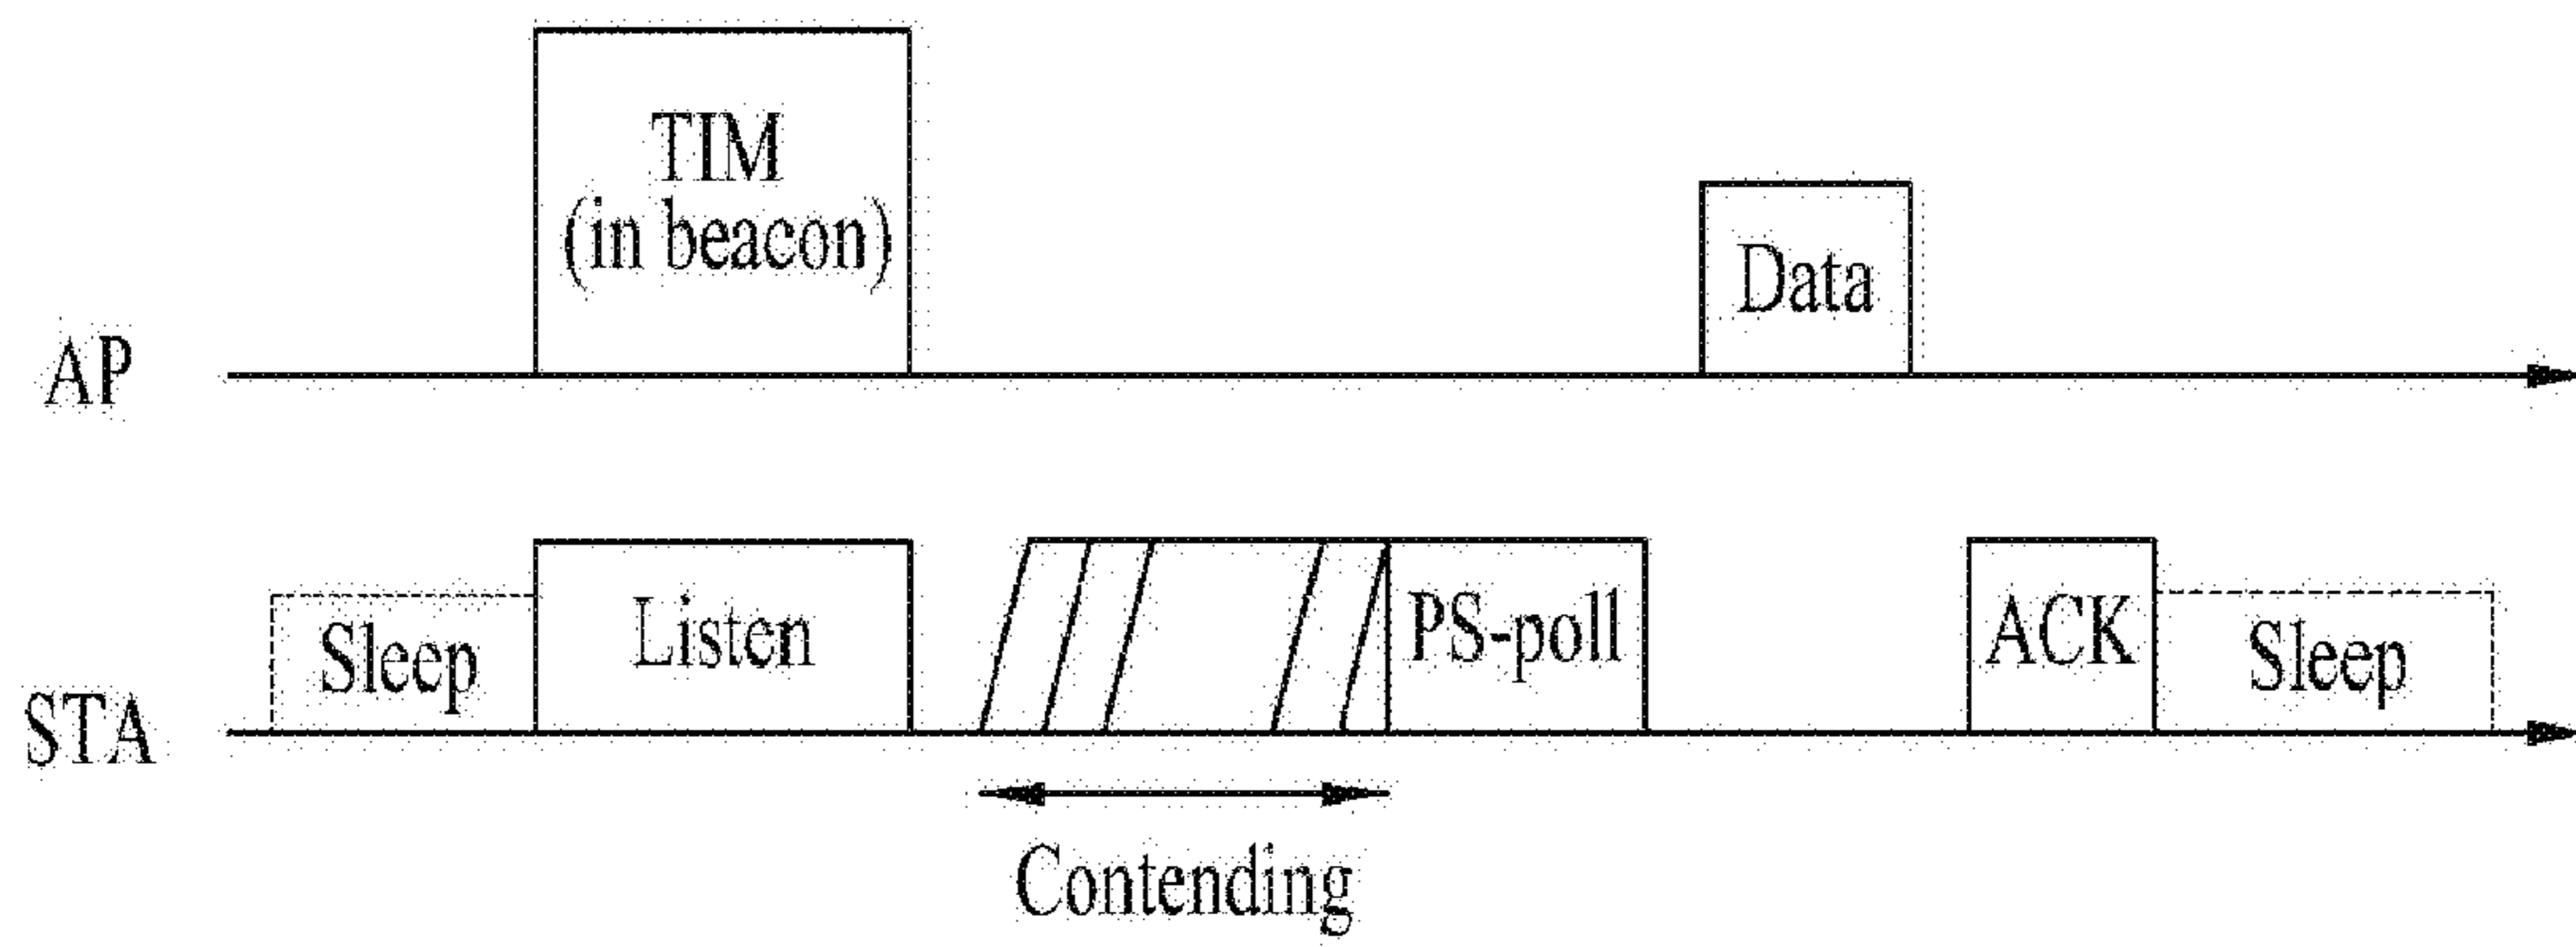 TIM
(in beacon)
Data
AP
Sleep
Listen
PS-poll
ACK
Sleep
STA
Contending